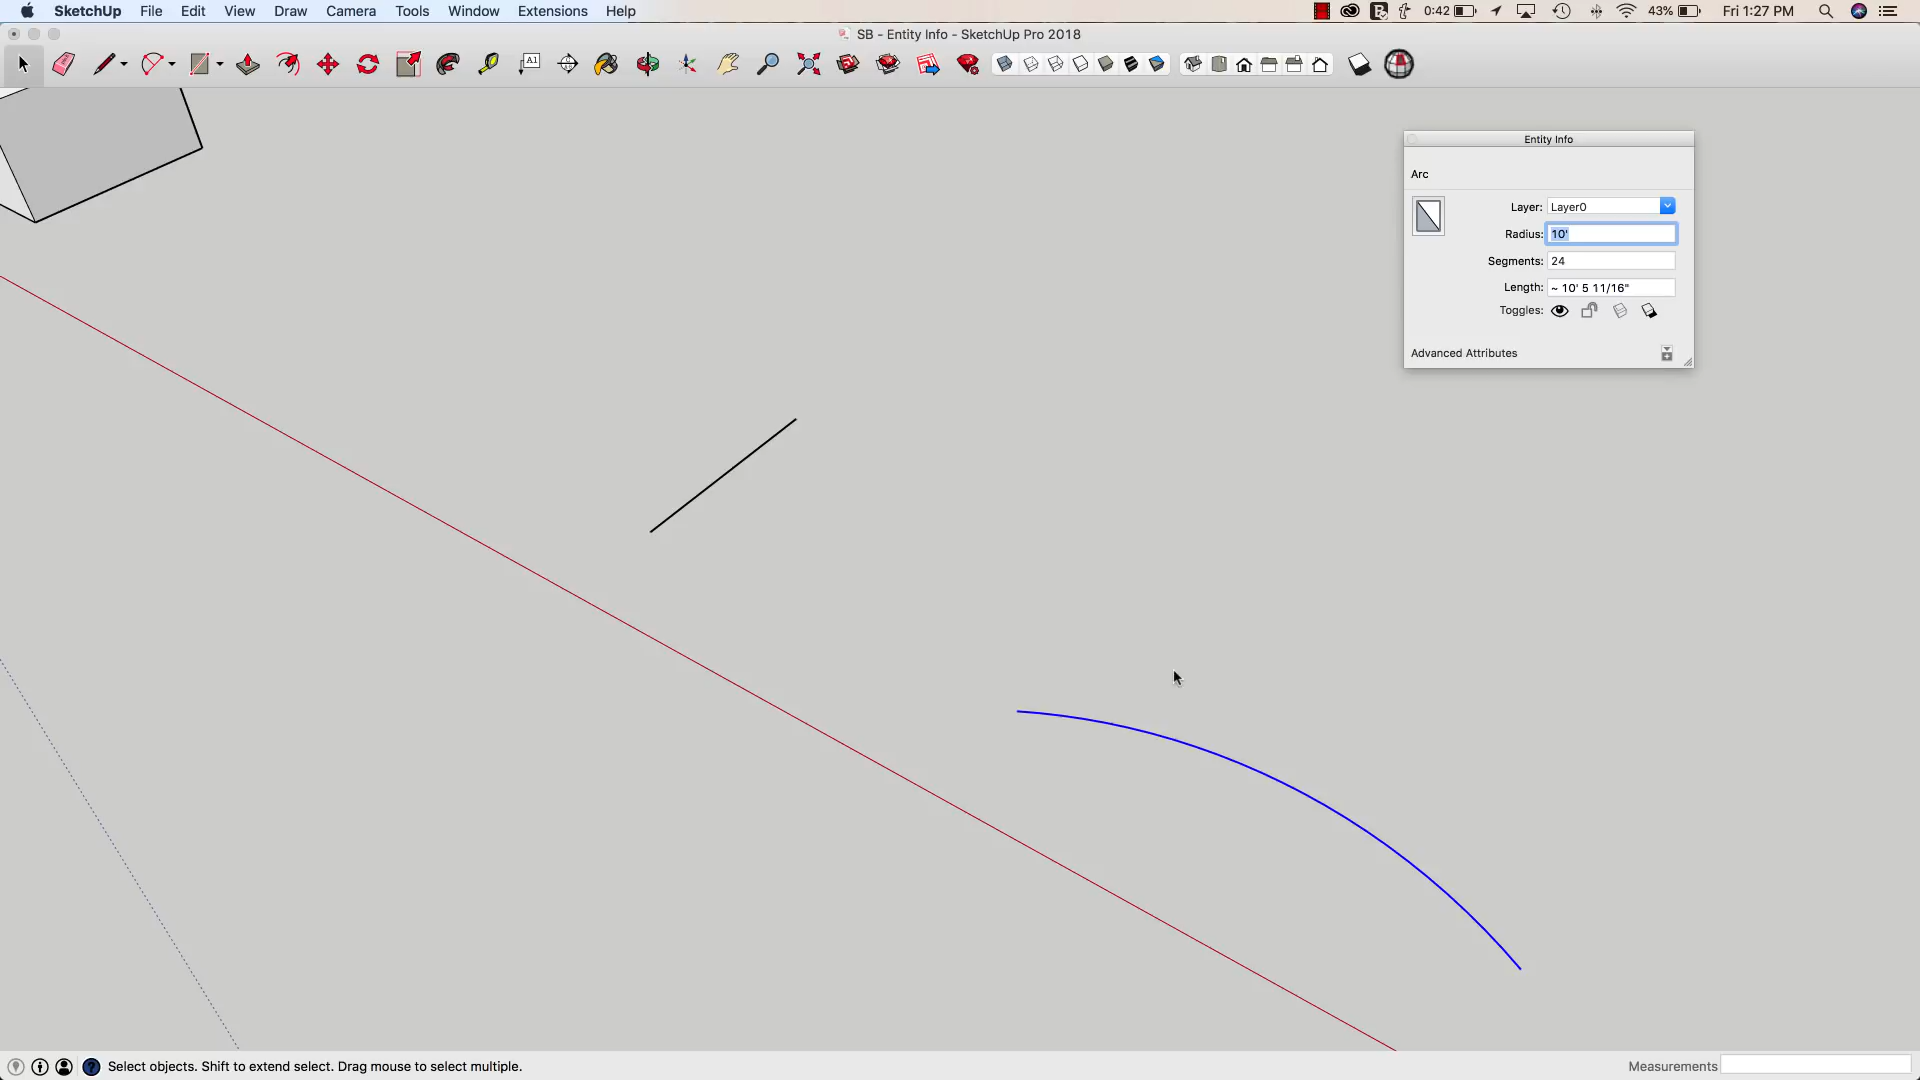 SketchUp File Edit View Draw Camera Tools Window Extensions Help 0:42 43% Fri 1:27 PM
SB - Entity Info - SketchUp Pro 2018
A1
Entity Info
Arc
Layer: Layer0
Radius: 10'
Segments: 24
Length: ~ 10' 5 11/16"
Toggles:
Advanced Attributes
Select objects. Shift to extend select. Drag mouse to select multiple.
Measurements